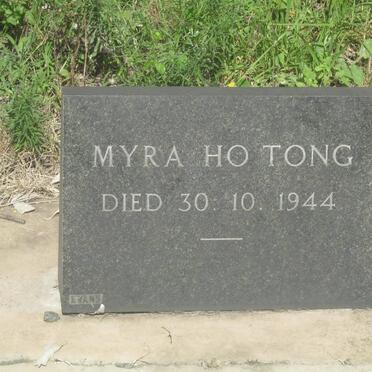 MYRA HO TONG
DIED 30. 10. 1944